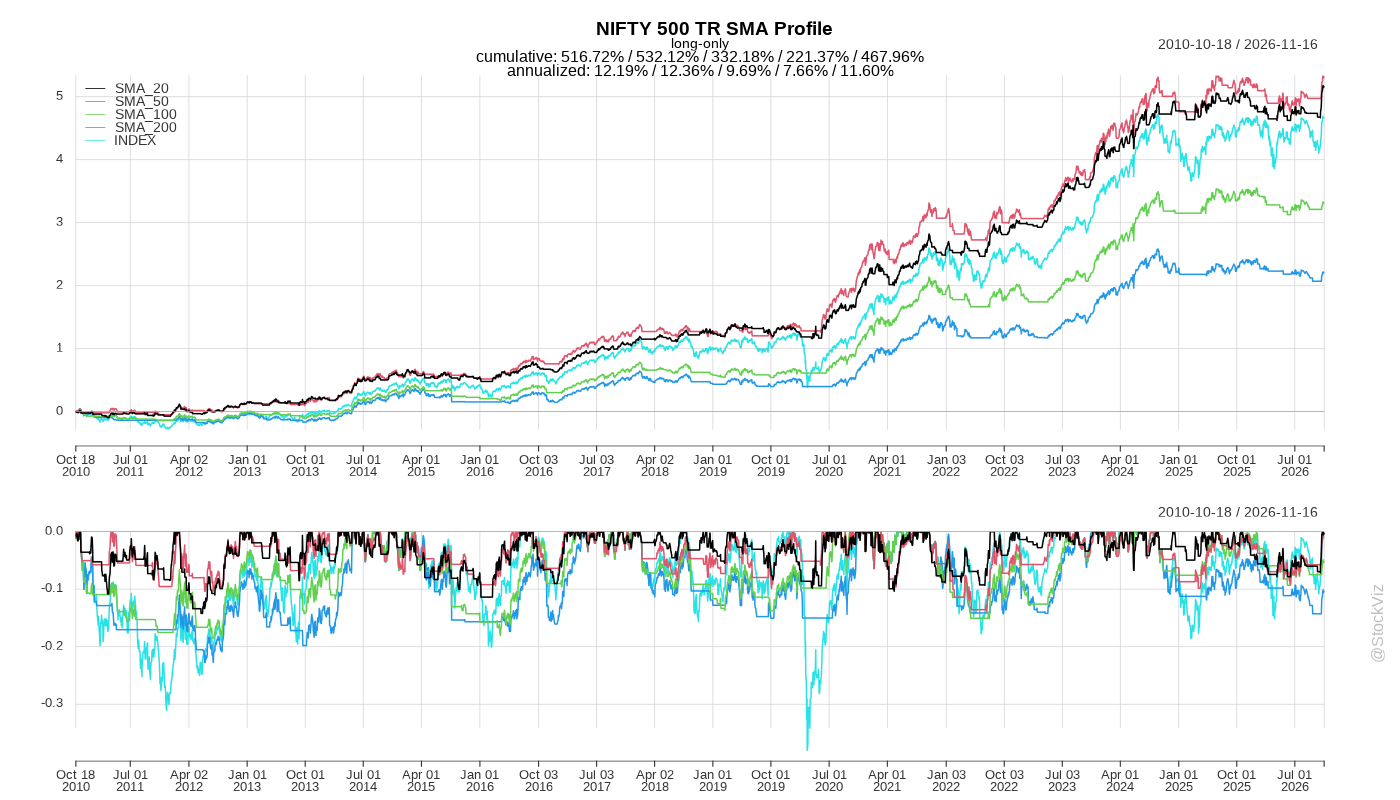 NIFTY 500 TR SMA Profile
long-only
2010-10-18 / 2026-11-16
cumulative: 516.72% / 532.12% / 332.18% / 221.37% / 467.96%
annualized: 12.19% / 12.36% / 9.69% / 7.66% / 11.60%
SMA_20
SMA_50
SMA_100
SMA_200
INDEX
5
4
3
2
1
0
Oct 18 Jul 01 Apr 02 Jan 01 Oct 01 Jul 01 Apr 01 Jan 01 Oct 03 Jul 03 Apr 02 Jan 01 Oct 01 Jul 01 Apr 01 Jan 03 Oct 03 Jul 03 Apr 01 Jan 01 Oct 01 Jul 01
2010 2011 2012 2013 2013 2014 2015 2016 2016 2017 2018 2019 2019 2020 2021 2022 2022 2023 2024 2025 2025 2026
2010-10-18 / 2026-11-16
0.0
-0.1
-0.2
-0.3
Oct 18 Jul 01 Apr 02 Jan 01 Oct 01 Jul 01 Apr 01 Jan 01 Oct 03 Jul 03 Apr 02 Jan 01 Oct 01 Jul 01 Apr 01 Jan 03 Oct 03 Jul 03 Apr 01 Jan 01 Oct 01 Jul 01
2010 2011 2012 2013 2013 2014 2015 2016 2016 2017 2018 2019 2019 2020 2021 2022 2022 2023 2024 2025 2025 2026
@StockViz